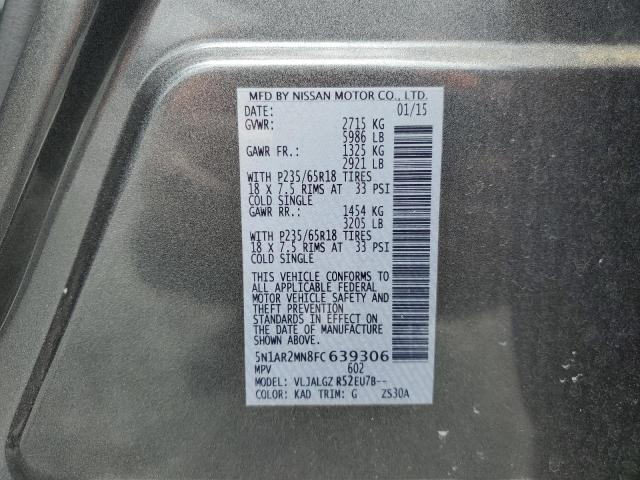 MFD BY NISSAN MOTOR CO., LTD.
DATE: 01/15
GVWR: 2715 KG
5986 LB
GAWR FR.: 1325 KG
2921 LB
WITH P235/65R18 TIRES
18 X 7.5 RIMS AT 33 PSI
COLD SINGLE
GAWR RR.: 1454 KG
3205 LB
WITH P235/65R18 TIRES
18 X 7.5 RIMS AT 33 PSI
COLD SINGLE
THIS VEHICLE CONFORMS TO
ALL APPLICABLE FEDERAL
MOTOR VEHICLE SAFETY AND
THEFT PREVENTION
STANDARDS IN EFFECT ON
THE DATE OF MANUFACTURE
SHOWN ABOVE.
5N1AR2MN8FC639306
MPV 602
MODEL: VLJALGZ R52EU7B--
COLOR: KAD TRIM: G ZS30A